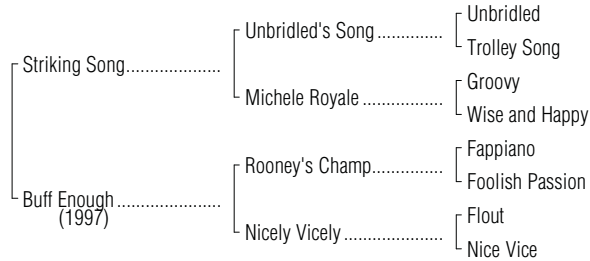 Unbridled
Unbridled's Song..............
Trolley Song
Striking Song....................
Groovy
Michele Royale .................
Wise and Happy
Fappiano
Rooney's Champ...............
Foolish Passion
Buff Enough ......................
(1997)
Flout
Nicely Vicely .....................
Nice Vice